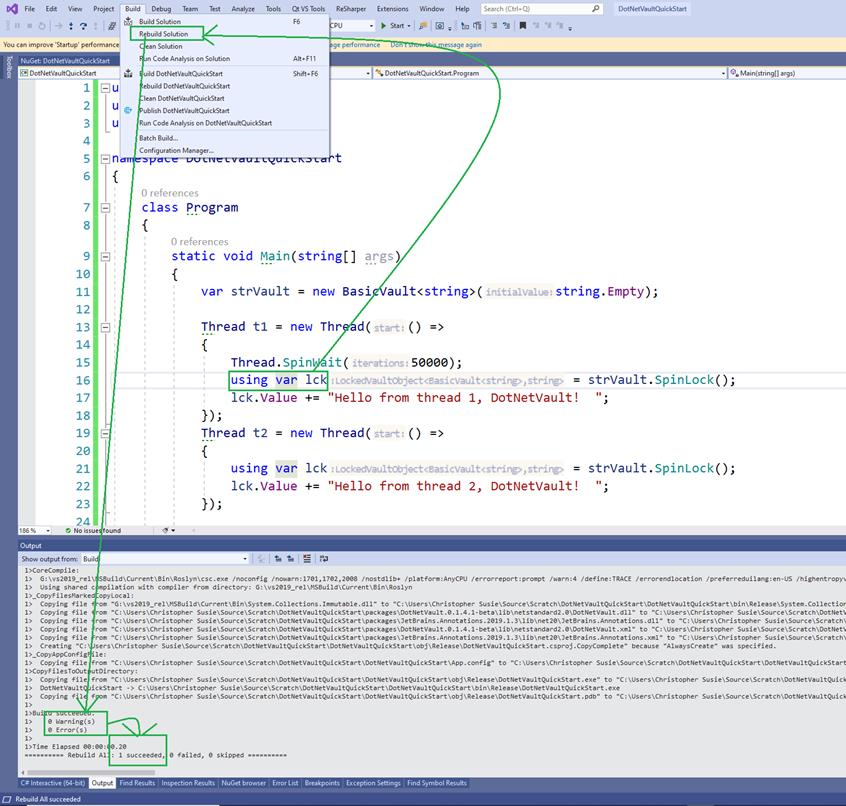 File Edit View Project Build Debug Team Test Analyze Tools Qt VS Tools ReSharper Extensions Window Help Search (Ctrl+Q) DotNetVaultQuickStart
Build Solution F6
CPU Start
Rebuild Solution
You can improve 'Startup' performance
age performance Don't show this message again
Clean Solution
Run Code Analysis on Solution Alt+F11
Toolbox
NuGet: DotNetVaultQuickStart
DotNetVaultQuickStart
Build DotNetVaultQuickStart Shift+F6
DotNetVaultQuickStart.Program
Main(string[] args)
Rebuild DotNetVaultQuickStart
Clean DotNetVaultQuickStart
Publish DotNetVaultQuickStart
Run Code Analysis on DotNetVaultQuickStart
Batch Build...
Configuration Manager...
1 u
2 u
3 u
4
5 namespace DotNetVaultQuickStart
6 {
0 references
7 class Program
8 {
0 references
9 static void Main(string[] args)
10 {
11 var strVault = new BasicVault<string>(initialValue:string.Empty);
12
13 Thread t1 = new Thread(start:() =>
14 {
15 Thread.SpinWait(iterations:50000);
16 using var lck:LockedVaultObject<BasicVault<string>,string> = strVault.SpinLock();
17 lck.Value += "Hello from thread 1, DotNetVault!  ";
18 });
19 Thread t2 = new Thread(start:() =>
20 {
21 using var lck:LockedVaultObject<BasicVault<string>,string> = strVault.SpinLock();
22 lck.Value += "Hello from thread 2, DotNetVault!  ";
23 });
24
186 % No issues found
Output
Show output from: Build
1>CoreCompile:
1> G:\vs2019_rel\MSBuild\Current\Bin\Roslyn\csc.exe /noconfig /nowarn:1701,1702,2008 /nostdlib+ /platform:AnyCPU /errorreport:prompt /warn:4 /define:TRACE /errorendlocation /preferreduilang:en-US /highentropyv
1> Using shared compilation with compiler from directory: G:\vs2019_rel\MSBuild\Current\Bin\Roslyn
1>_CopyFilesMarkedCopyLocal:
1> Copying file from "G:\vs2019_rel\MSBuild\Current\Bin\System.Collections.Immutable.dll" to "C:\Users\Christopher Susie\Source\Scratch\DotNetVaultQuickStart\DotNetVaultQuickStart\bin\Release\System.Collection
1> Copying file from "C:\Users\Christopher Susie\Source\Scratch\DotNetVaultQuickStart\packages\JetBrains.Annotations.2019.1.3\lib\net20\JetBrains.Annotations.dll" to "C:\Users\Christopher Susie\Source\Scratch\
1> Copying file from "C:\Users\Christopher Susie\Source\Scratch\DotNetVaultQuickStart\packages\DotNetVault.0.1.4.1-beta\lib\netstandard2.0\DotNetVault.dll" to "C:\Users\Christopher Susie\Source\Scratch\DotNetV
1> Copying file from "C:\Users\Christopher Susie\Source\Scratch\DotNetVaultQuickStart\packages\DotNetVault.0.1.4.1-beta\lib\netstandard2.0\DotNetVault.xml" to "C:\Users\Christopher Susie\Source\Scratch\DotNetV
1> Copying file from "C:\Users\Christopher Susie\Source\Scratch\DotNetVaultQuickStart\packages\JetBrains.Annotations.2019.1.3\lib\net20\JetBrains.Annotations.xml" to "C:\Users\Christopher Susie\Source\Scratch\
1> Creating "C:\Users\Christopher Susie\Source\Scratch\DotNetVaultQuickStart\DotNetVaultQuickStart\obj\Release\DotNetVaultQuickStart.csproj.CopyComplete" because "AlwaysCreate" was specified.
1>_CopyAppConfigFile:
1> Copying file from "C:\Users\Christopher Susie\Source\Scratch\DotNetVaultQuickStart\DotNetVaultQuickStart\App.config" to "C:\Users\Christopher Susie\Source\Scratch\DotNetVaultQuickStart\DotNetVaultQuickStart
1>CopyFilesToOutputDirectory:
1> Copying file from "C:\Users\Christopher Susie\Source\Scratch\DotNetVaultQuickStart\DotNetVaultQuickStart\obj\Release\DotNetVaultQuickStart.exe" to "C:\Users\Christopher Susie\Source\Scratch\DotNetVaultQuick
1> DotNetVaultQuickStart -> C:\Users\Christopher Susie\Source\Scratch\DotNetVaultQuickStart\DotNetVaultQuickStart\bin\Release\DotNetVaultQuickStart.exe
1> Copying file from "C:\Users\Christopher Susie\Source\Scratch\DotNetVaultQuickStart\DotNetVaultQuickStart\obj\Release\DotNetVaultQuickStart.pdb" to "C:\Users\Christopher Susie\Source\Scratch\DotNetVaultQuick
1>
1>Build succeeded.
1> 0 Warning(s)
1> 0 Error(s)
1>
1>Time Elapsed 00:00:00.20
========== Rebuild All: 1 succeeded, 0 failed, 0 skipped ==========
C# Interactive (64-bit) Output Find Results Inspection Results NuGet browser Error List Breakpoints Exception Settings Find Symbol Results
Rebuild All succeeded